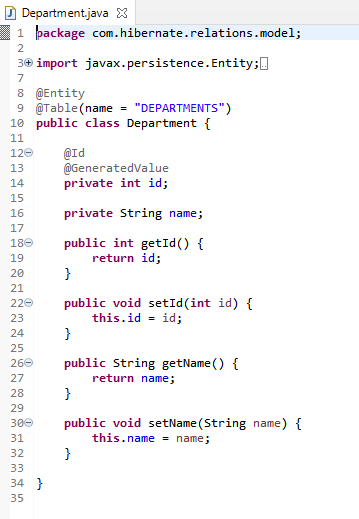 Department.java
1 package com.hibernate.relations.model;
2
3 import javax.persistence.Entity;
7
8 @Entity
9 @Table(name = "DEPARTMENTS")
10 public class Department {
11
12 @Id
13 @GeneratedValue
14 private int id;
15
16 private String name;
17
18 public int getId() {
19 return id;
20 }
21
22 public void setId(int id) {
23 this.id = id;
24 }
25
26 public String getName() {
27 return name;
28 }
29
30 public void setName(String name) {
31 this.name = name;
32 }
33
34 }
35